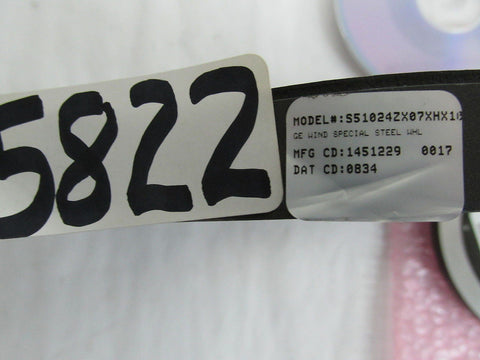 5822
MODEL#:S51024ZX07XHX10
GE WIND SPECIAL STEEL WHL
MFG CD:1451229 0017
DAT CD:0834